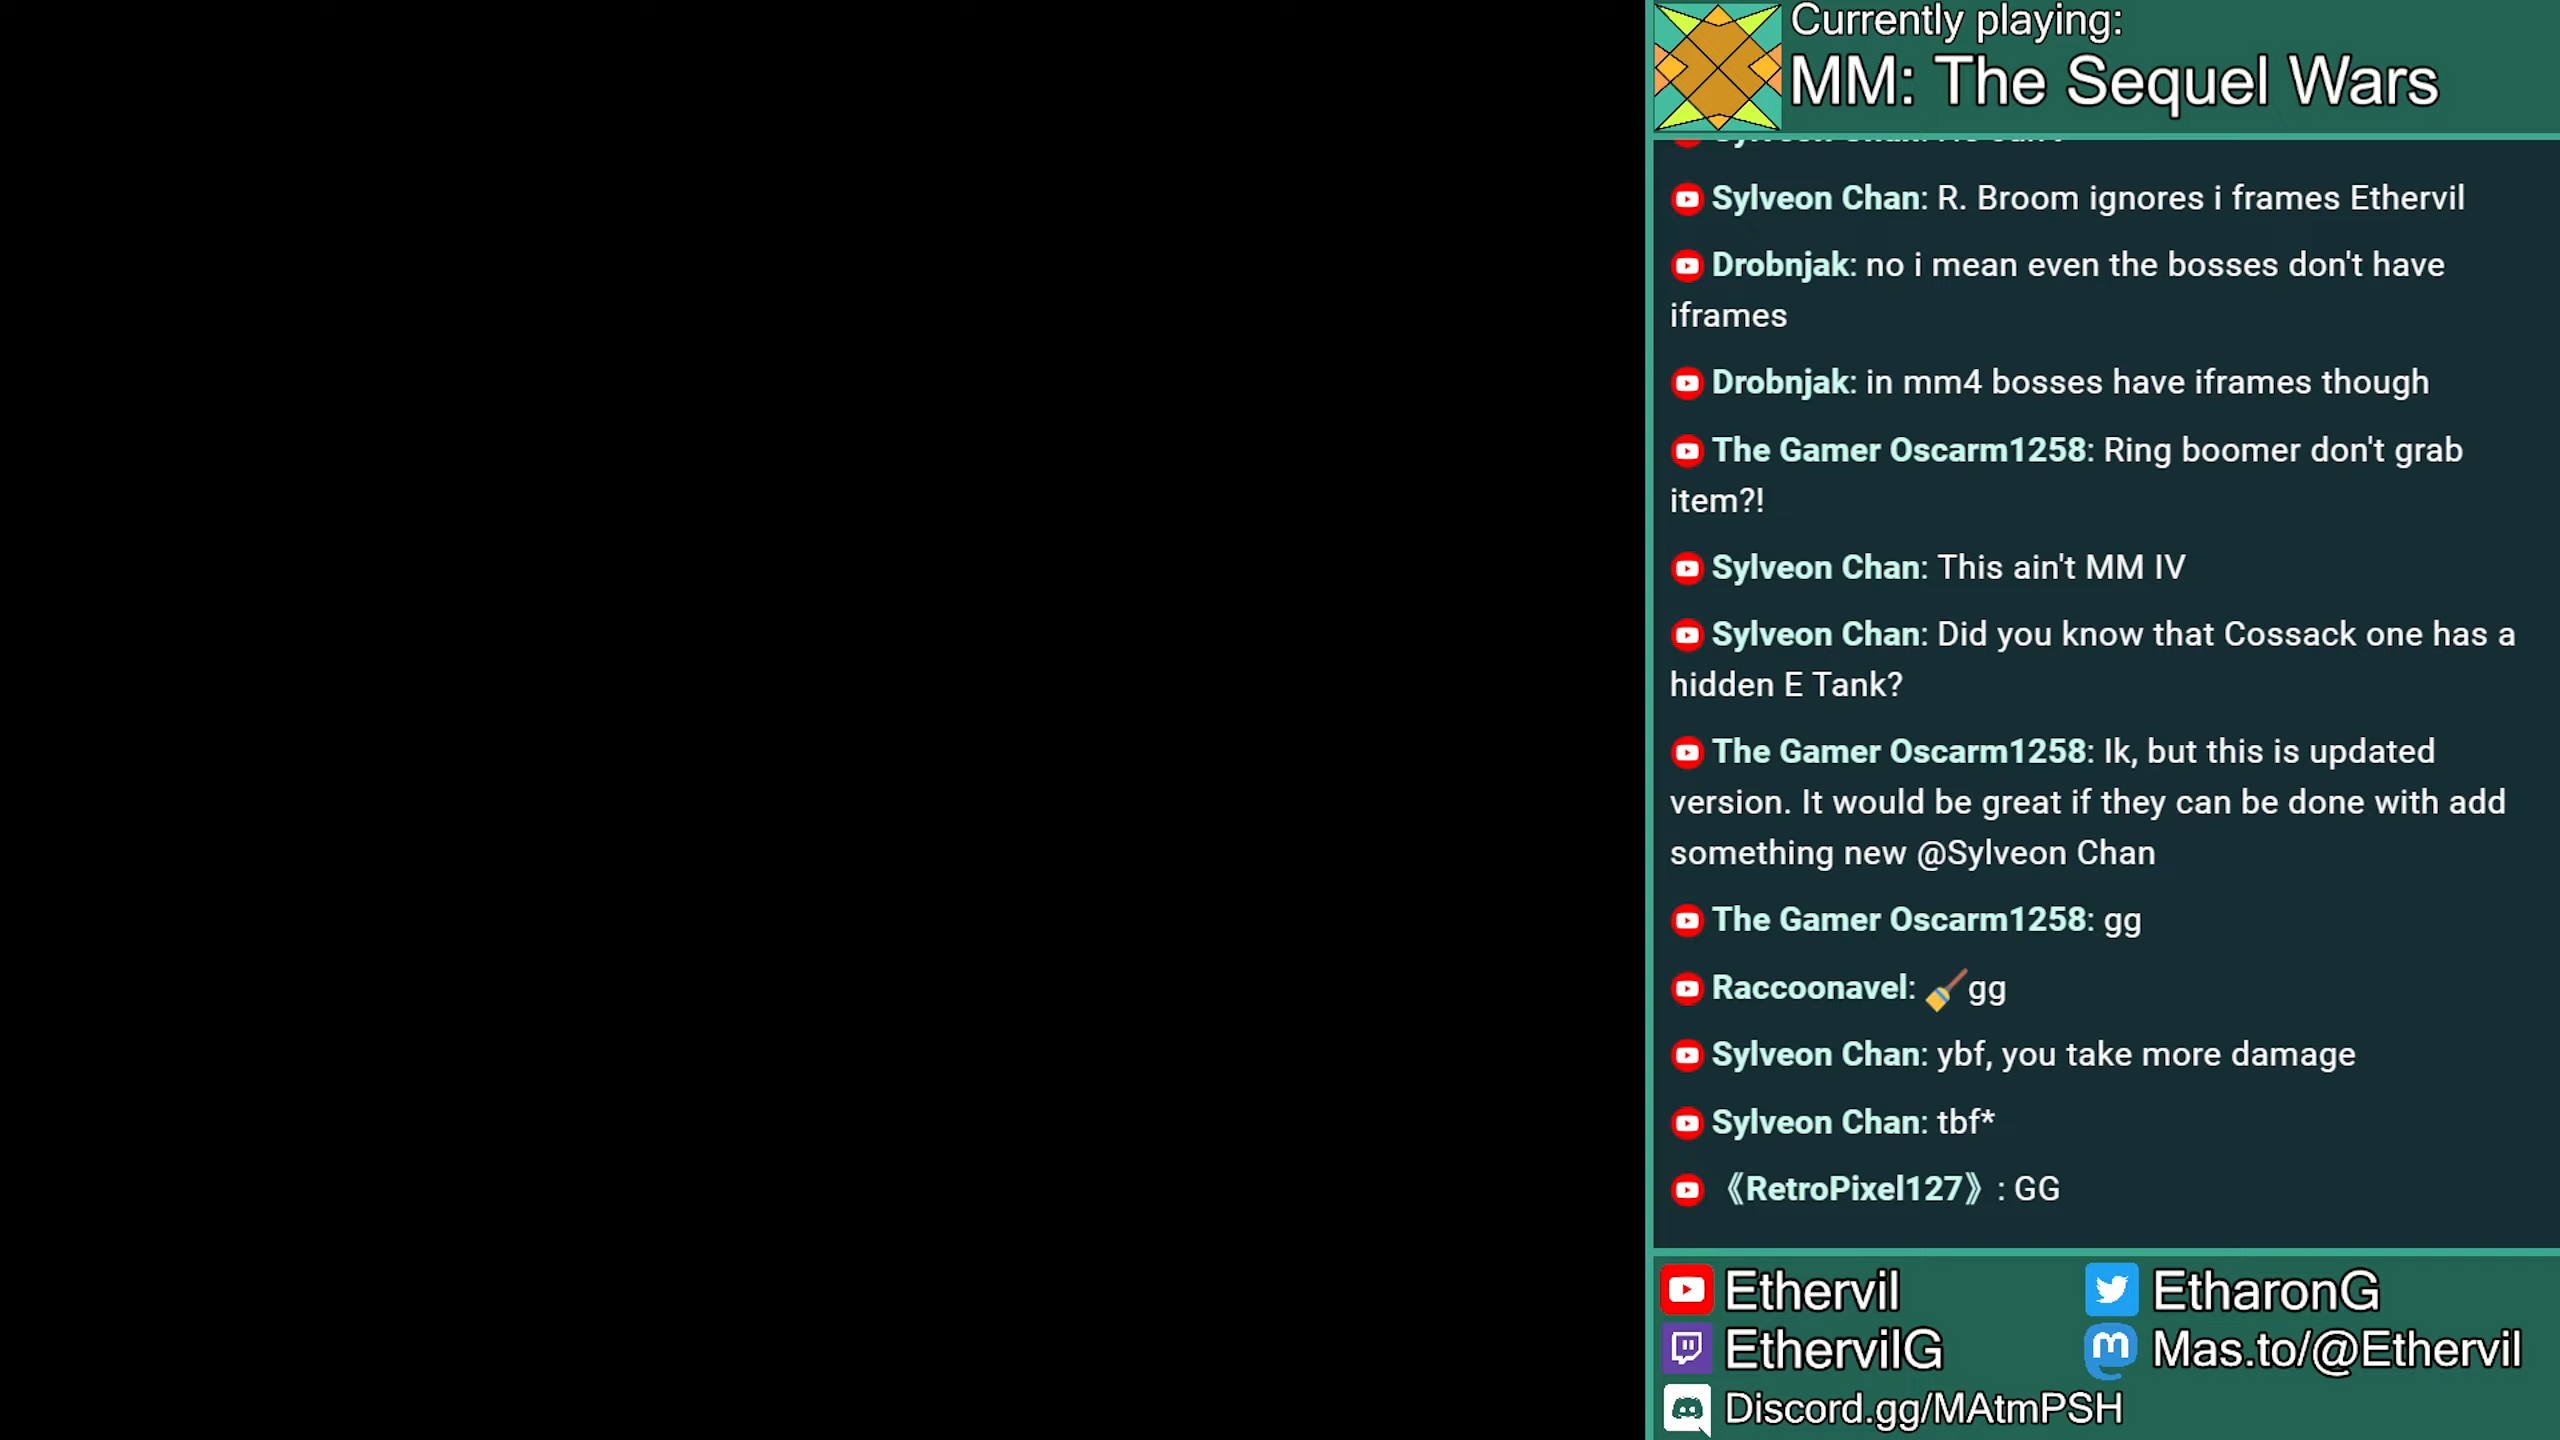 Currently playing:
MM: The Sequel Wars
Sylveon Chan: R. Broom ignores i frames Ethervil
Drobnjak: no i mean even the bosses don't have
iframes
Drobnjak: in mm4 bosses have iframes though
The Gamer Oscarm1258: Ring boomer don't grab
item?!
Sylveon Chan: This ain't MM IV
Sylveon Chan: Did you know that Cossack one has a
hidden E Tank?
The Gamer Oscarm1258: Ik, but this is updated
version. It would be great if they can be done with add
something new @Sylveon Chan
The Gamer Oscarm1258: gg
Raccoonavel: 🧹gg
Sylveon Chan: ybf, you take more damage
Sylveon Chan: tbf*
《RetroPixel127》 : GG
Ethervil
EtharonG
EthervilG
Mas.to/@Ethervil
Discord.gg/MAtmPSH